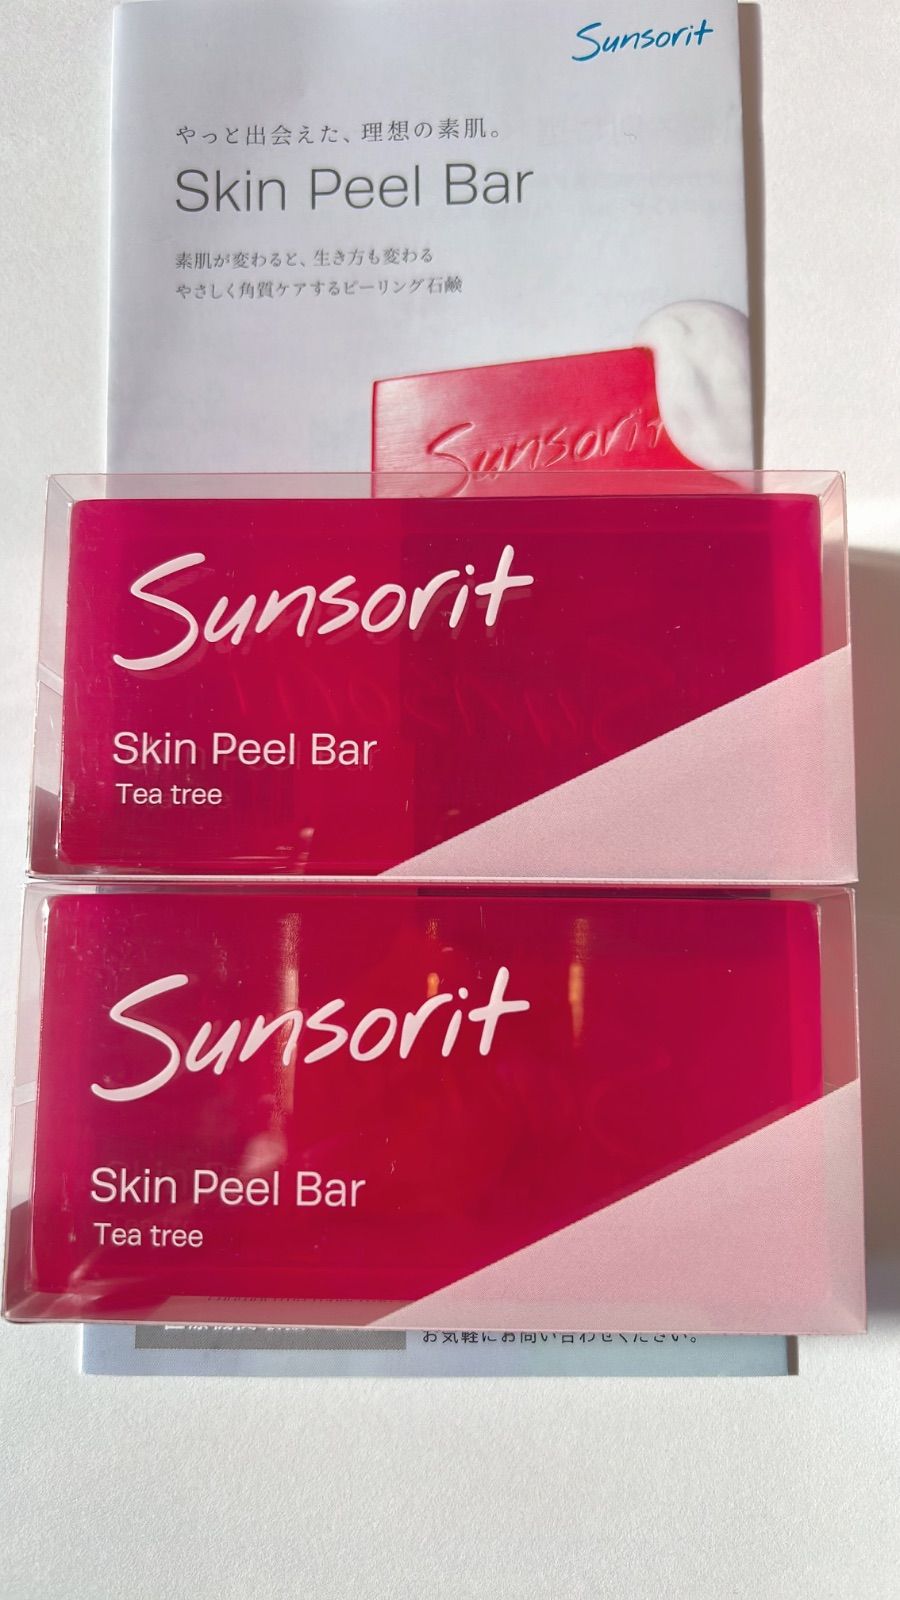 Sunsorit
やっと出会えた、理想の素肌。
Skin Peel Bar
素肌が変わると、生き方も変わる
やさしく角質ケアするピーリング石鹸
Sunsorit
Sunsorit
Skin Peel Bar
Tea tree
Sunsorit
Skin Peel Bar
Tea tree
お気軽にお問い合わせください。